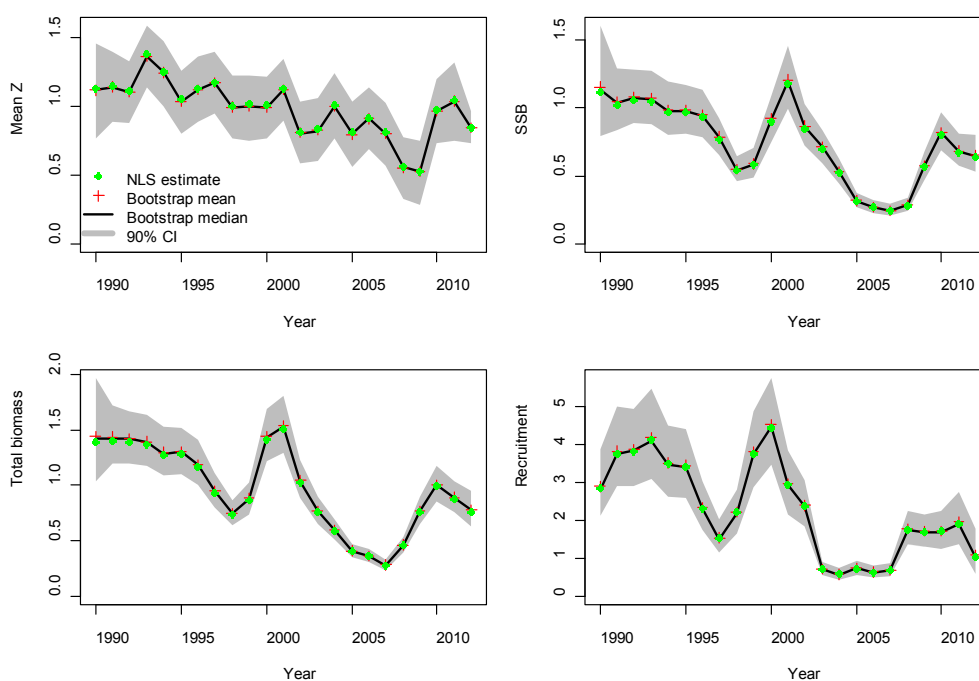 Mean Z
0.0 0.5 1.0 1.5
NLS estimate
Bootstrap mean
Bootstrap median
90% CI
1990 1995 2000 2005 2010
Year
SSB
0.0 0.5 1.0 1.5
1990 1995 2000 2005 2010
Year
Total biomass
0.0 0.5 1.0 1.5 2.0
1990 1995 2000 2005 2010
Year
Recruitment
0 1 2 3 4 5
1990 1995 2000 2005 2010
Year